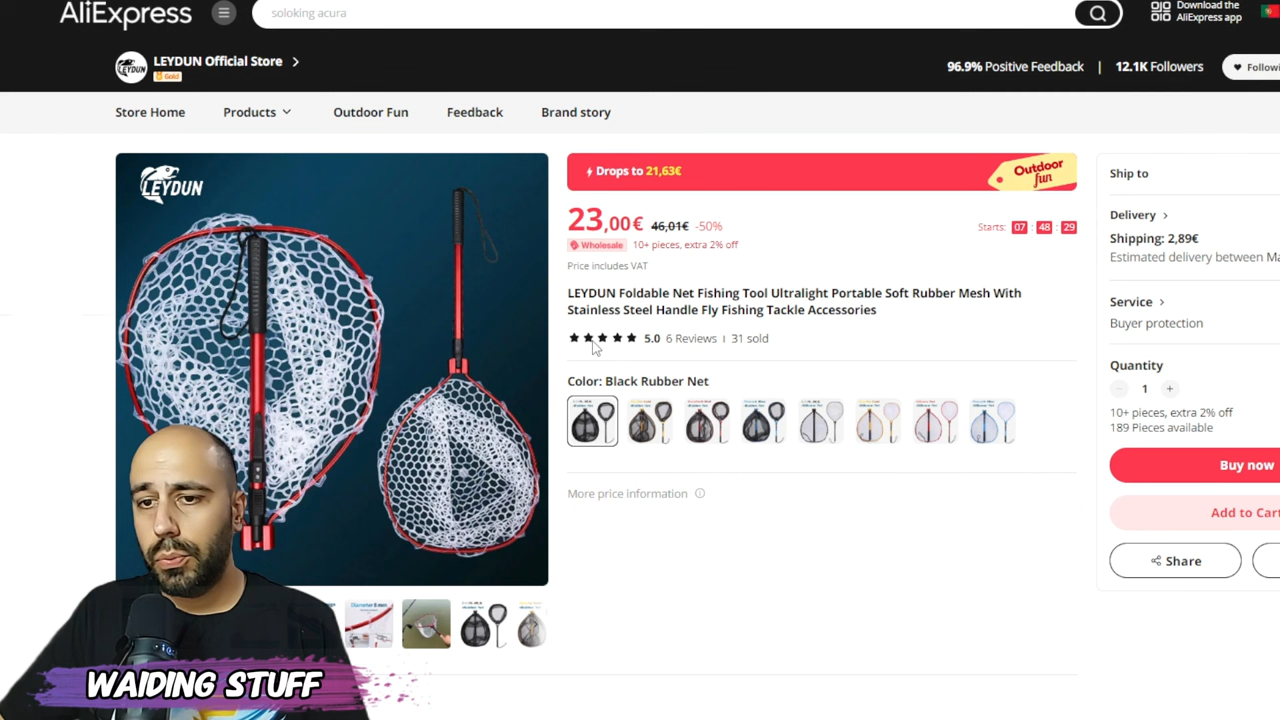 AliExpress
soloking acura
Download the
AliExpress app
LEYDUN
LEYDUN Official Store
Gold
96.9% Positive Feedback | 12.1K Followers
Store Home
Products
Outdoor Fun
Feedback
Brand story
LEYDUN
Drops to 21,63€
Outdoor
fun
23,00€ 46,01€ -50%
Starts: 07 : 48 : 29
Wholesale 10+ pieces, extra 2% off
Price includes VAT
LEYDUN Foldable Net Fishing Tool Ultralight Portable Soft Rubber Mesh With
Stainless Steel Handle Fly Fishing Tackle Accessories
5.0 6 Reviews | 31 sold
Color: Black Rubber Net
More price information
Ship to
Delivery
Shipping: 2,89€
Estimated delivery between
Service
Buyer protection
Quantity
1
10+ pieces, extra 2% off
189 Pieces available
Buy now
Add to
Share
WAIDING STUFF